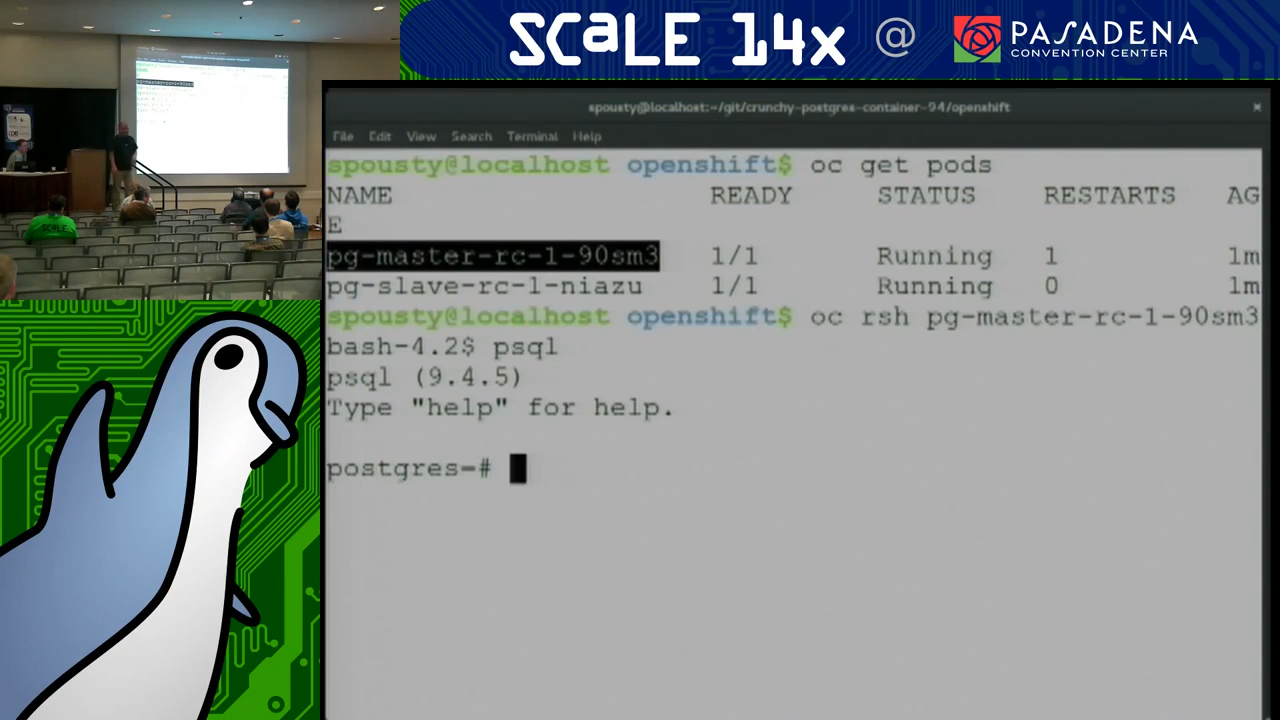 SCALE 14x @ PASADENA
CONVENTION CENTER
spousty@localhost:~/git/crunchy-postgres-container-94/openshift
File Edit View Search Terminal Help
spousty@localhost openshift$ oc get pods
NAME READY STATUS RESTARTS AG
E
pg-master-rc-1-90sm3 1/1 Running 1 1m
pg-slave-rc-1-niazu 1/1 Running 0 1m
spousty@localhost openshift$ oc rsh pg-master-rc-1-90sm3
bash-4.2$ psql
psql (9.4.5)
Type "help" for help.
postgres=#
SCALE